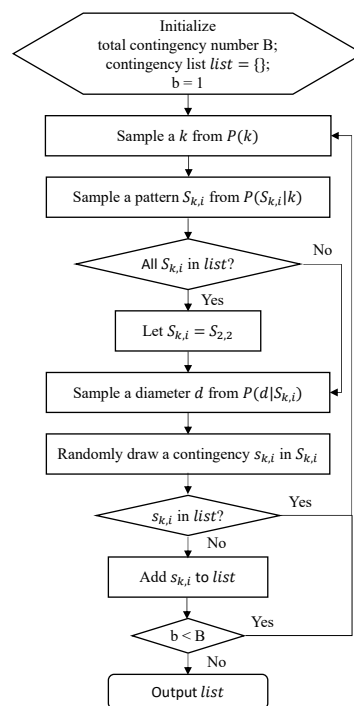 Initialize
total contingency number B;
contingency list list = {};
b = 1
Sample a k from P(k)
Sample a pattern S_{k,i} from P(S_{k,i}|k)
All S_{k,i} in list?
No
Yes
Let S_{k,i} = S_{2,2}
Sample a diameter d from P(d|S_{k,i})
Randomly draw a contingency s_{k,i} in S_{k,i}
s_{k,i} in list?
Yes
No
Add s_{k,i} to list
b < B
Yes
No
Output list